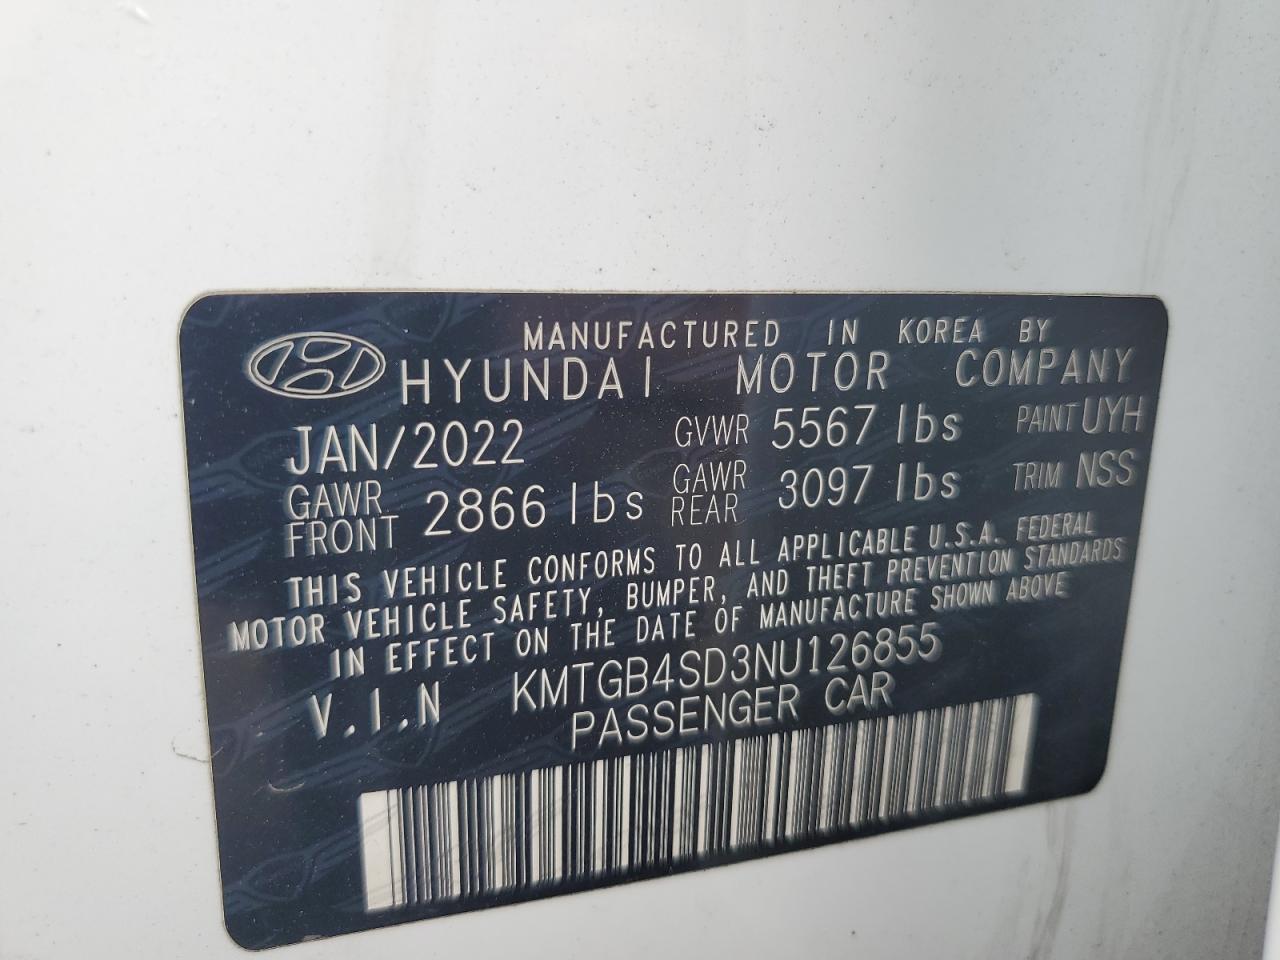 MANUFACTURED IN KOREA BY
HYUNDAI MOTOR COMPANY
JAN/2022 GVWR 5567 lbs PAINT UYH
GAWR FRONT 2866 lbs GAWR REAR 3097 lbs TRIM NSS
THIS VEHICLE CONFORMS TO ALL APPLICABLE U.S.A. FEDERAL
MOTOR VEHICLE SAFETY, BUMPER, AND THEFT PREVENTION STANDARDS
IN EFFECT ON THE DATE OF MANUFACTURE SHOWN ABOVE
V.I.N KMTGB4SD3NU126855
PASSENGER CAR